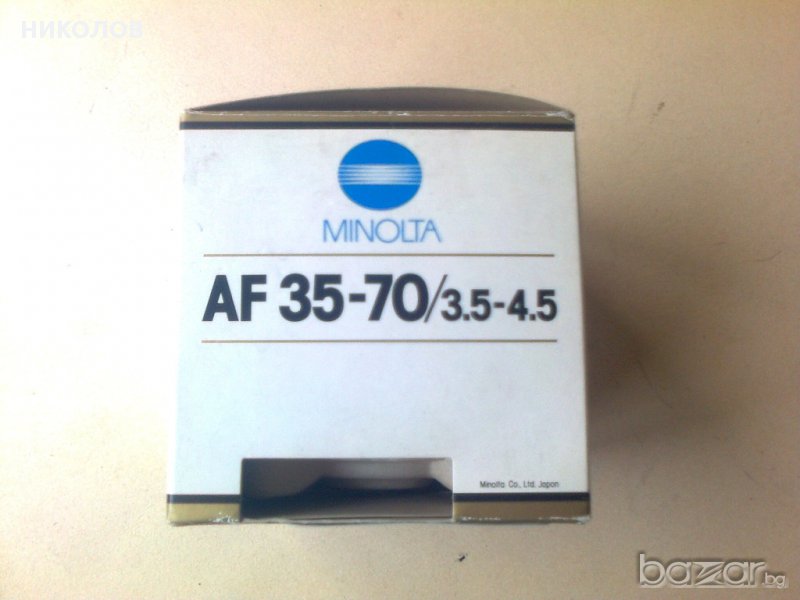 НИКОЛОВ
MINOLTA
AF 35-70/3.5-4.5
Minolta Co., Ltd. Japan
bazar.bg